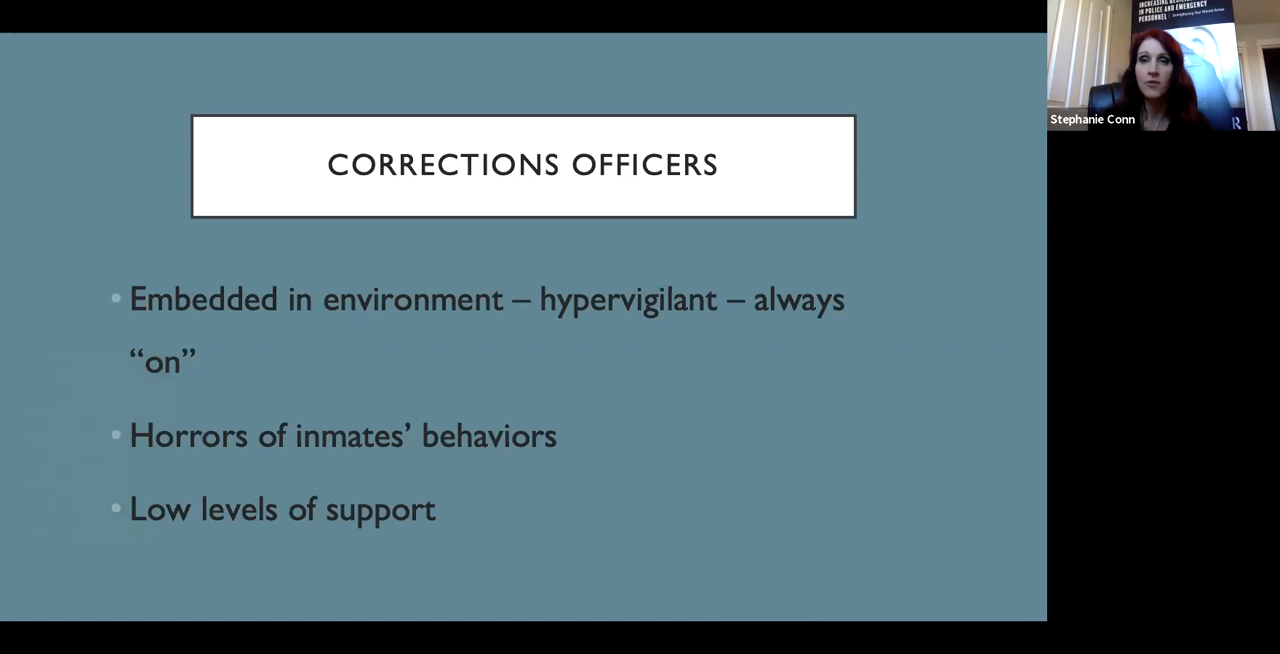 CORRECTIONS OFFICERS
• Embedded in environment – hypervigilant – always
“on”
• Horrors of inmates’ behaviors
• Low levels of support
IN POLICE AND EMERGENCY
PERSONNEL
Stephanie Conn